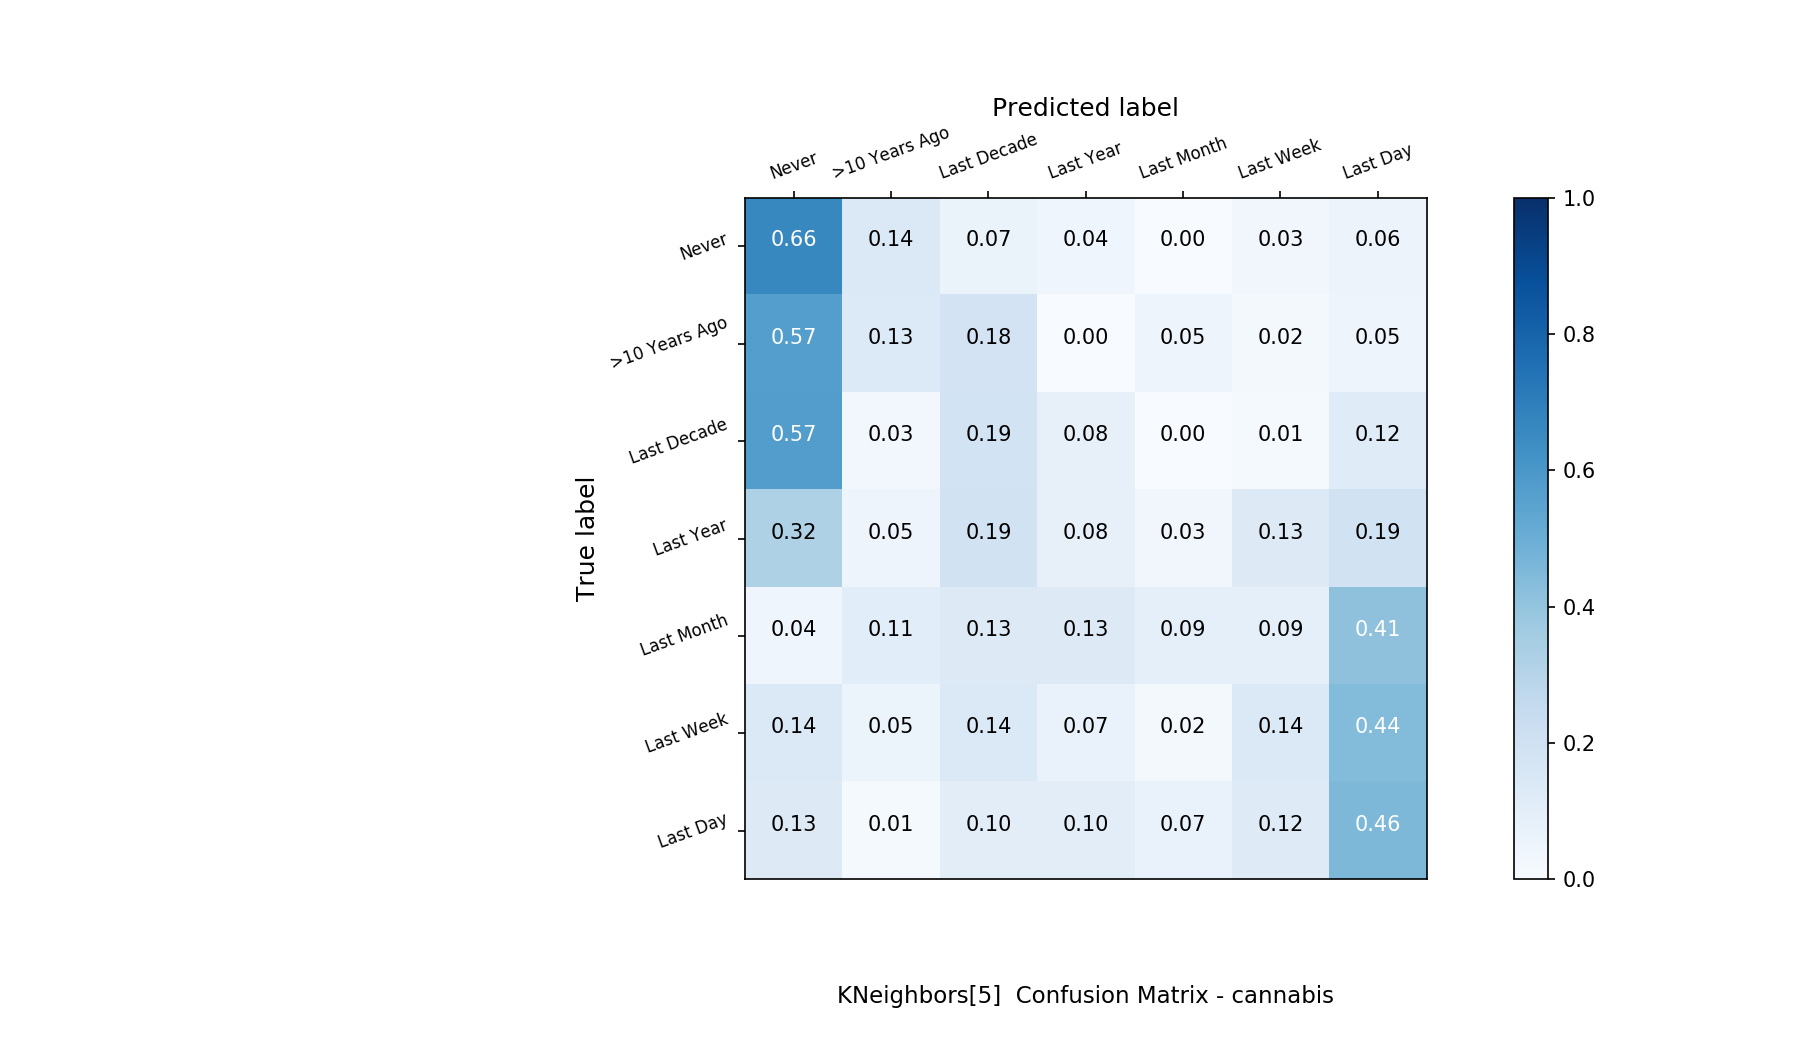 Predicted label
Never >10 Years Ago Last Decade Last Year Last Month Last Week Last Day
True label
Never 0.66 0.14 0.07 0.04 0.00 0.03 0.06
>10 Years Ago 0.57 0.13 0.18 0.00 0.05 0.02 0.05
Last Decade 0.57 0.03 0.19 0.08 0.00 0.01 0.12
Last Year 0.32 0.05 0.19 0.08 0.03 0.13 0.19
Last Month 0.04 0.11 0.13 0.13 0.09 0.09 0.41
Last Week 0.14 0.05 0.14 0.07 0.02 0.14 0.44
Last Day 0.13 0.01 0.10 0.10 0.07 0.12 0.46
1.0
0.8
0.6
0.4
0.2
0.0
KNeighbors[5]  Confusion Matrix - cannabis